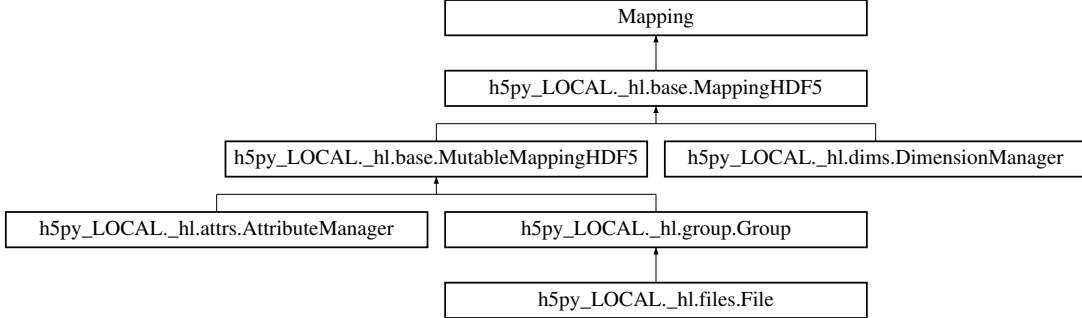 Mapping
h5py_LOCAL._hl.base.MappingHDF5
h5py_LOCAL._hl.base.MutableMappingHDF5
h5py_LOCAL._hl.dims.DimensionManager
h5py_LOCAL._hl.attrs.AttributeManager
h5py_LOCAL._hl.group.Group
h5py_LOCAL._hl.files.File